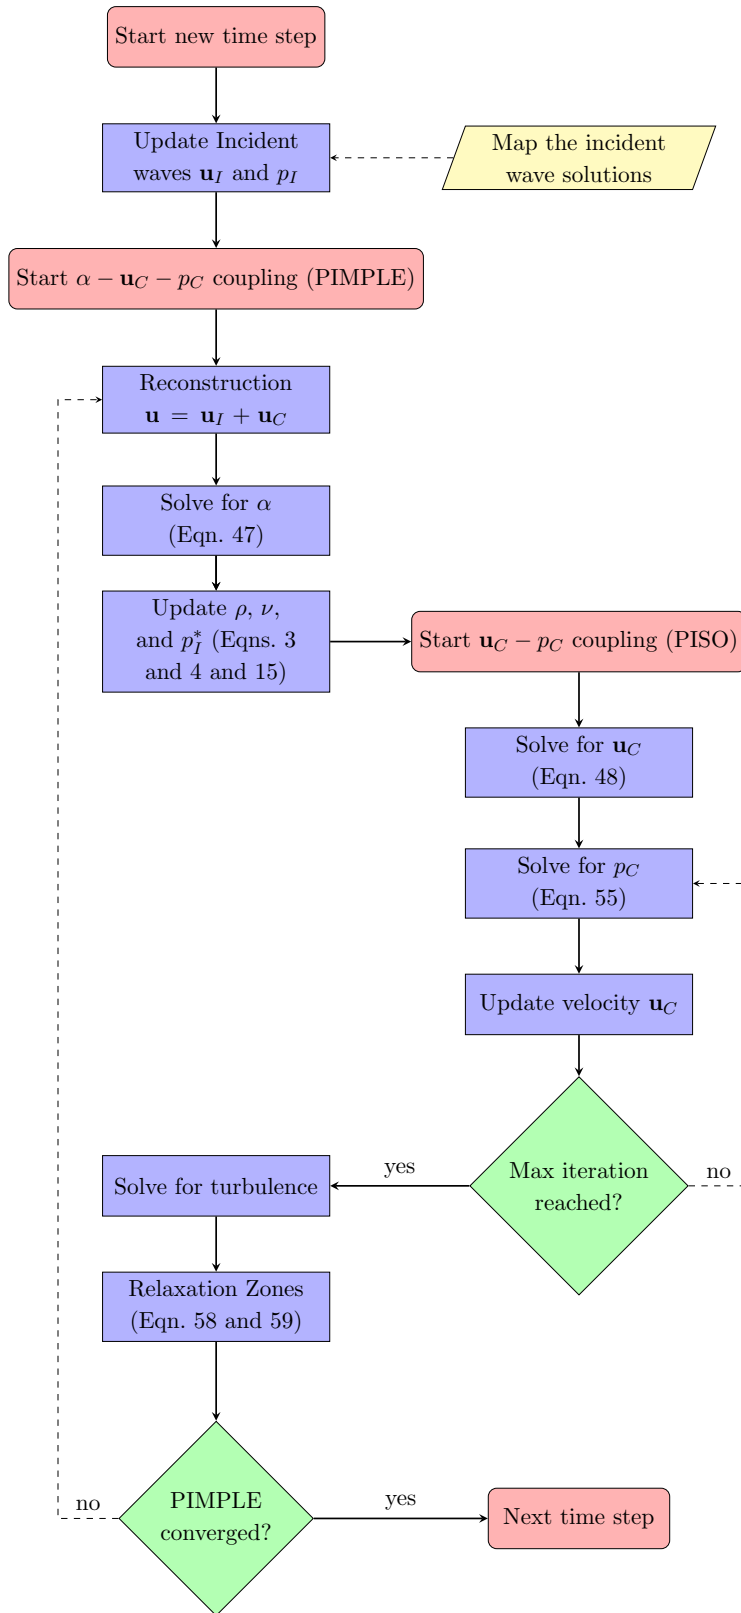 Start new time step
Update Incident
waves u_I and p_I
Map the incident
wave solutions
Start α − u_C − p_C coupling (PIMPLE)
Reconstruction
u = u_I + u_C
Solve for α
(Eqn. 47)
Update ρ, ν,
and p_I^* (Eqns. 3
and 4 and 15)
Start u_C − p_C coupling (PISO)
Solve for u_C
(Eqn. 48)
Solve for p_C
(Eqn. 55)
Update velocity u_C
Max iteration
reached?
no
yes
Solve for turbulence
Relaxation Zones
(Eqn. 58 and 59)
PIMPLE
converged?
no
yes
Next time step